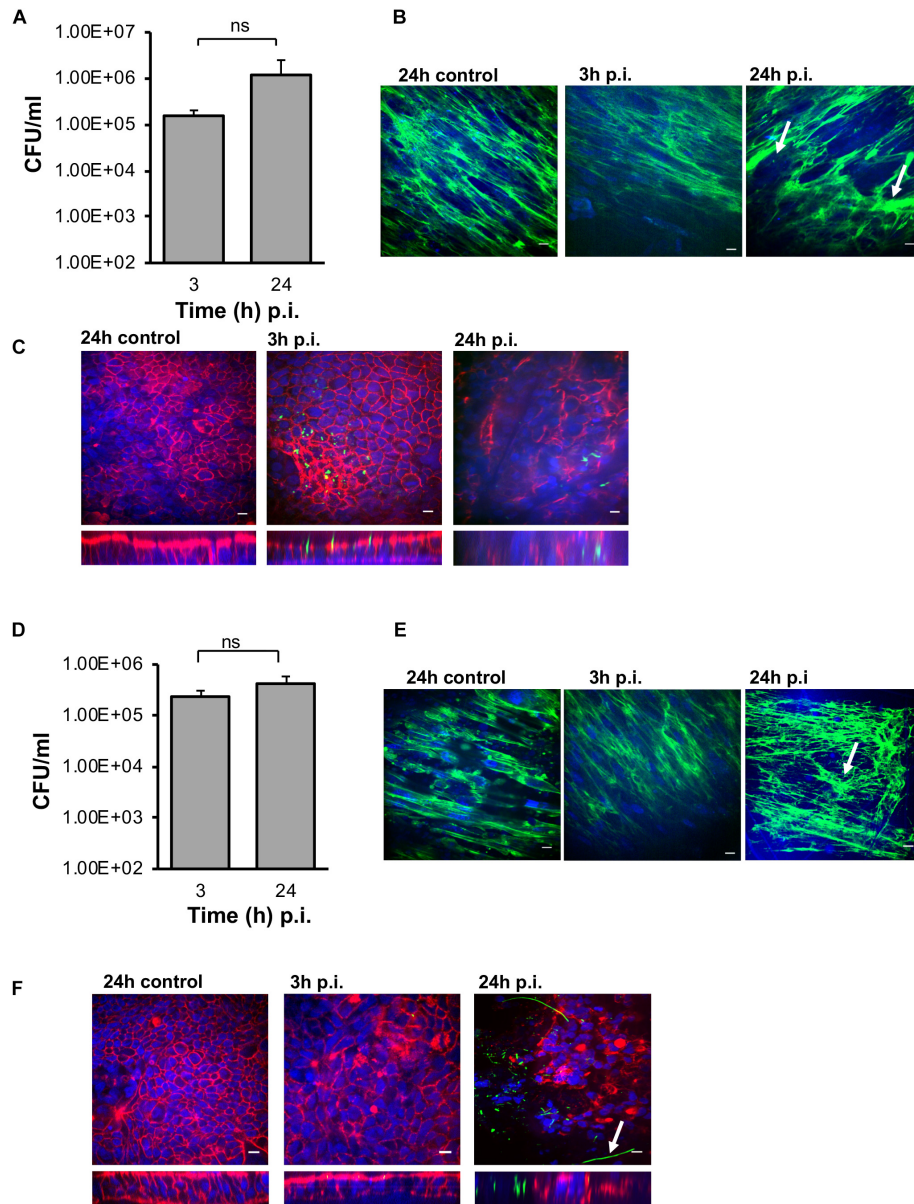 A
ns
1.00E+07
1.00E+06
1.00E+05
1.00E+04
1.00E+03
1.00E+02
CFU/ml
3 24
Time (h) p.i.
B
24h control 3h p.i. 24h p.i.
C
24h control 3h p.i. 24h p.i.
D
ns
1.00E+06
1.00E+05
1.00E+04
1.00E+03
1.00E+02
CFU/ml
3 24
Time (h) p.i.
E
24h control 3h p.i. 24h p.i
F
24h control 3h p.i. 24h p.i.